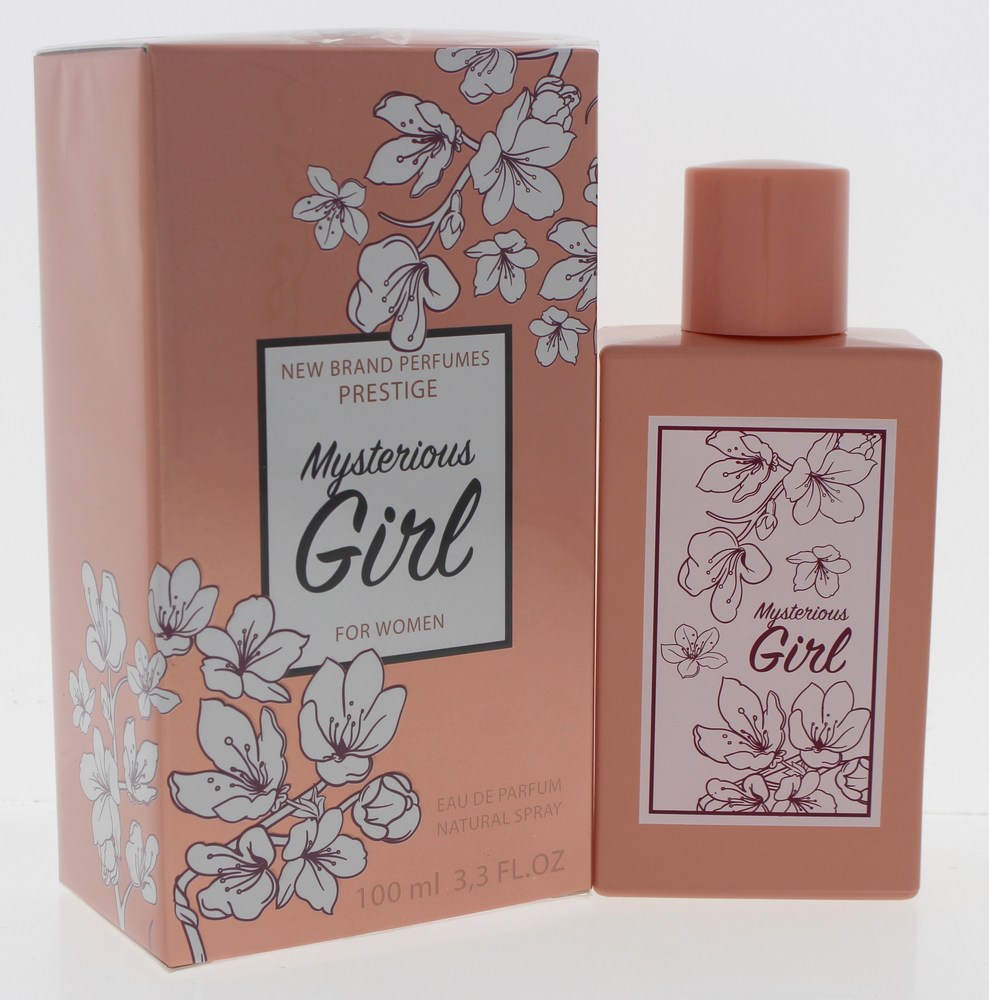 NEW BRAND PERFUMES
PRESTIGE
Mysterious
Girl
FOR WOMEN
EAU DE PARFUM
NATURAL SPRAY
100 ml 3,3 FL.OZ
Mysterious
Girl